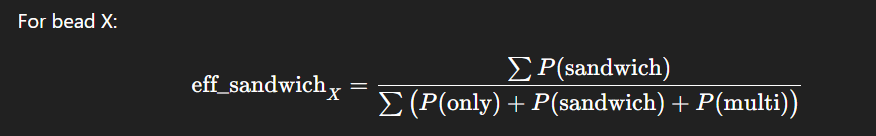 For bead X:
eff_sandwich_X = ∑ P(sandwich) / ∑ (P(only) + P(sandwich) + P(multi))